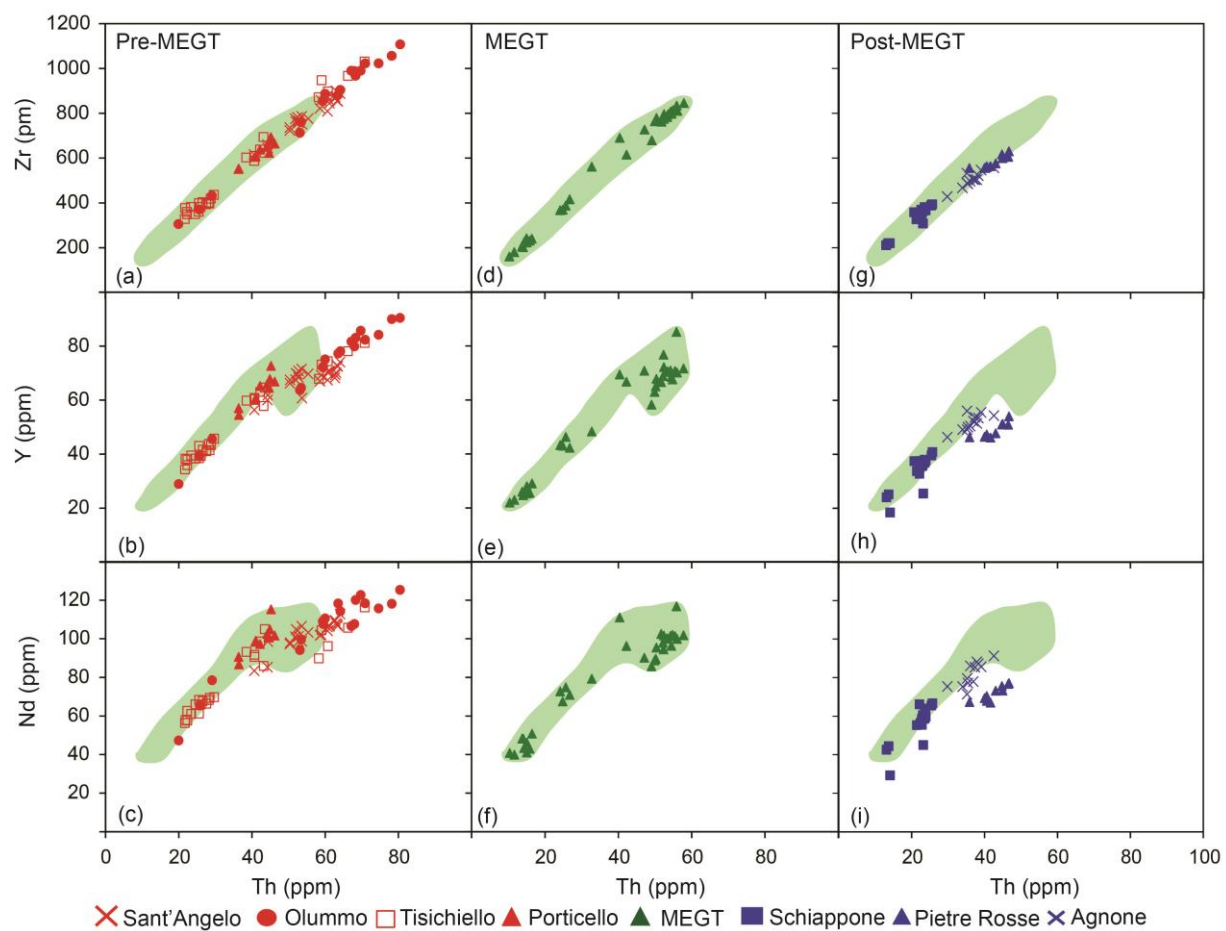 Pre-MEGT MEGT Post-MEGT
1200
1000
800
600
400
200
Zr (pm)
(a) (d) (g)
80
60
40
20
Y (ppm)
(b) (e) (h)
120
100
80
60
40
20
Nd (ppm)
(c) (f) (i)
0 20 40 60 80 20 40 60 80 20 40 60 80 100
Th (ppm) Th (ppm) Th (ppm)
Sant'Angelo Olummo Tisichiello Porticello MEGT Schiappone Pietre Rosse Agnone